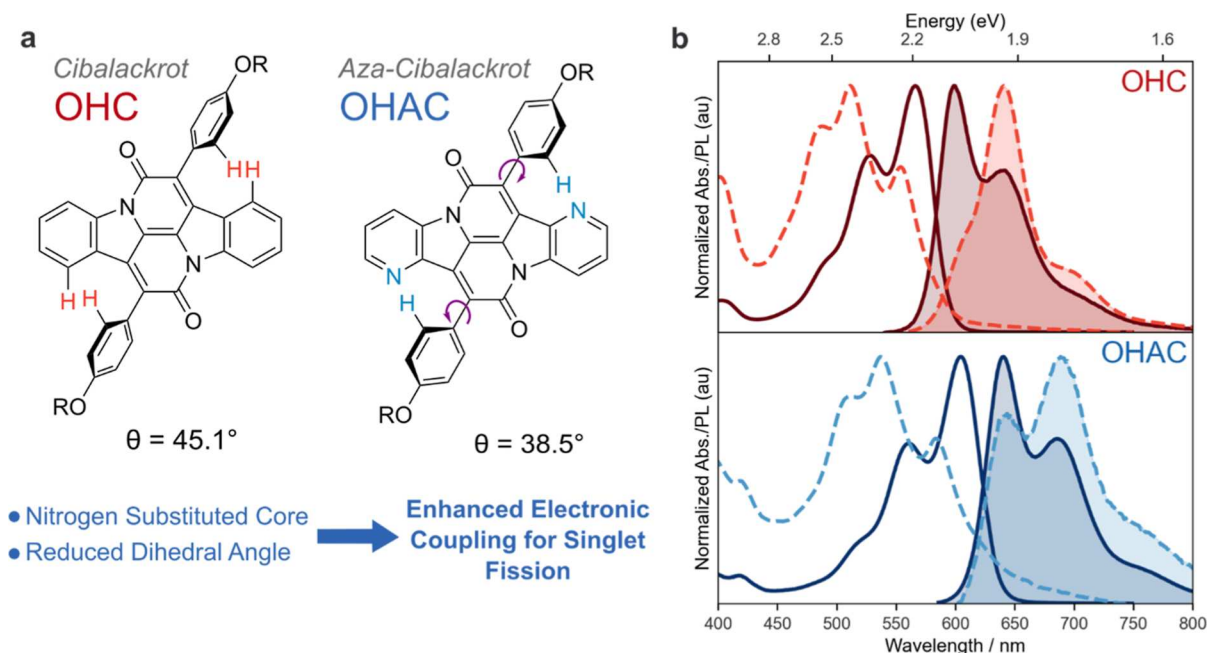 a
Cibalackrot
OHC
OR
O
H H
N
N
O
H H
RO
θ = 45.1°
Aza-Cibalackrot
OHAC
OR
O
H
N
N
N
N
H
O
RO
θ = 38.5°
• Nitrogen Substituted Core
• Reduced Dihedral Angle
Enhanced Electronic
Coupling for Singlet
Fission
b
Energy (eV)
2.8 2.5 2.2 1.9 1.6
Normalized Abs./PL (au)
OHC
Normalized Abs./PL (au)
OHAC
400 450 500 550 600 650 700 750 800
Wavelength / nm